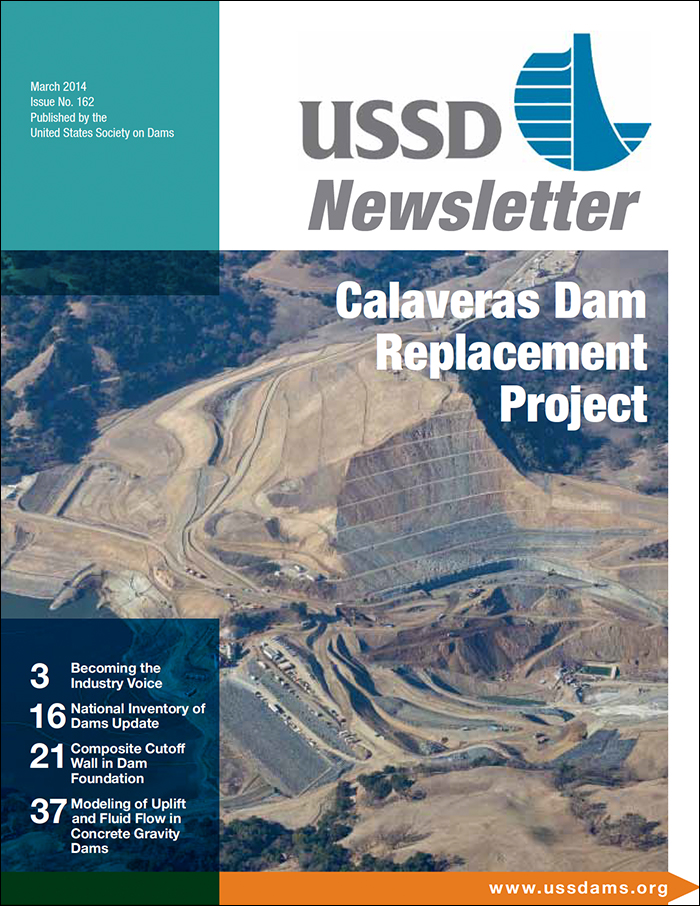 March 2014
Issue No. 162
Published by the
United States Society on Dams
USSD
Newsletter
Calaveras Dam
Replacement
Project
3 Becoming the
Industry Voice
16 National Inventory of
Dams Update
21 Composite Cutoff
Wall in Dam
Foundation
37 Modeling of Uplift
and Fluid Flow in
Concrete Gravity
Dams
www.ussdams.org